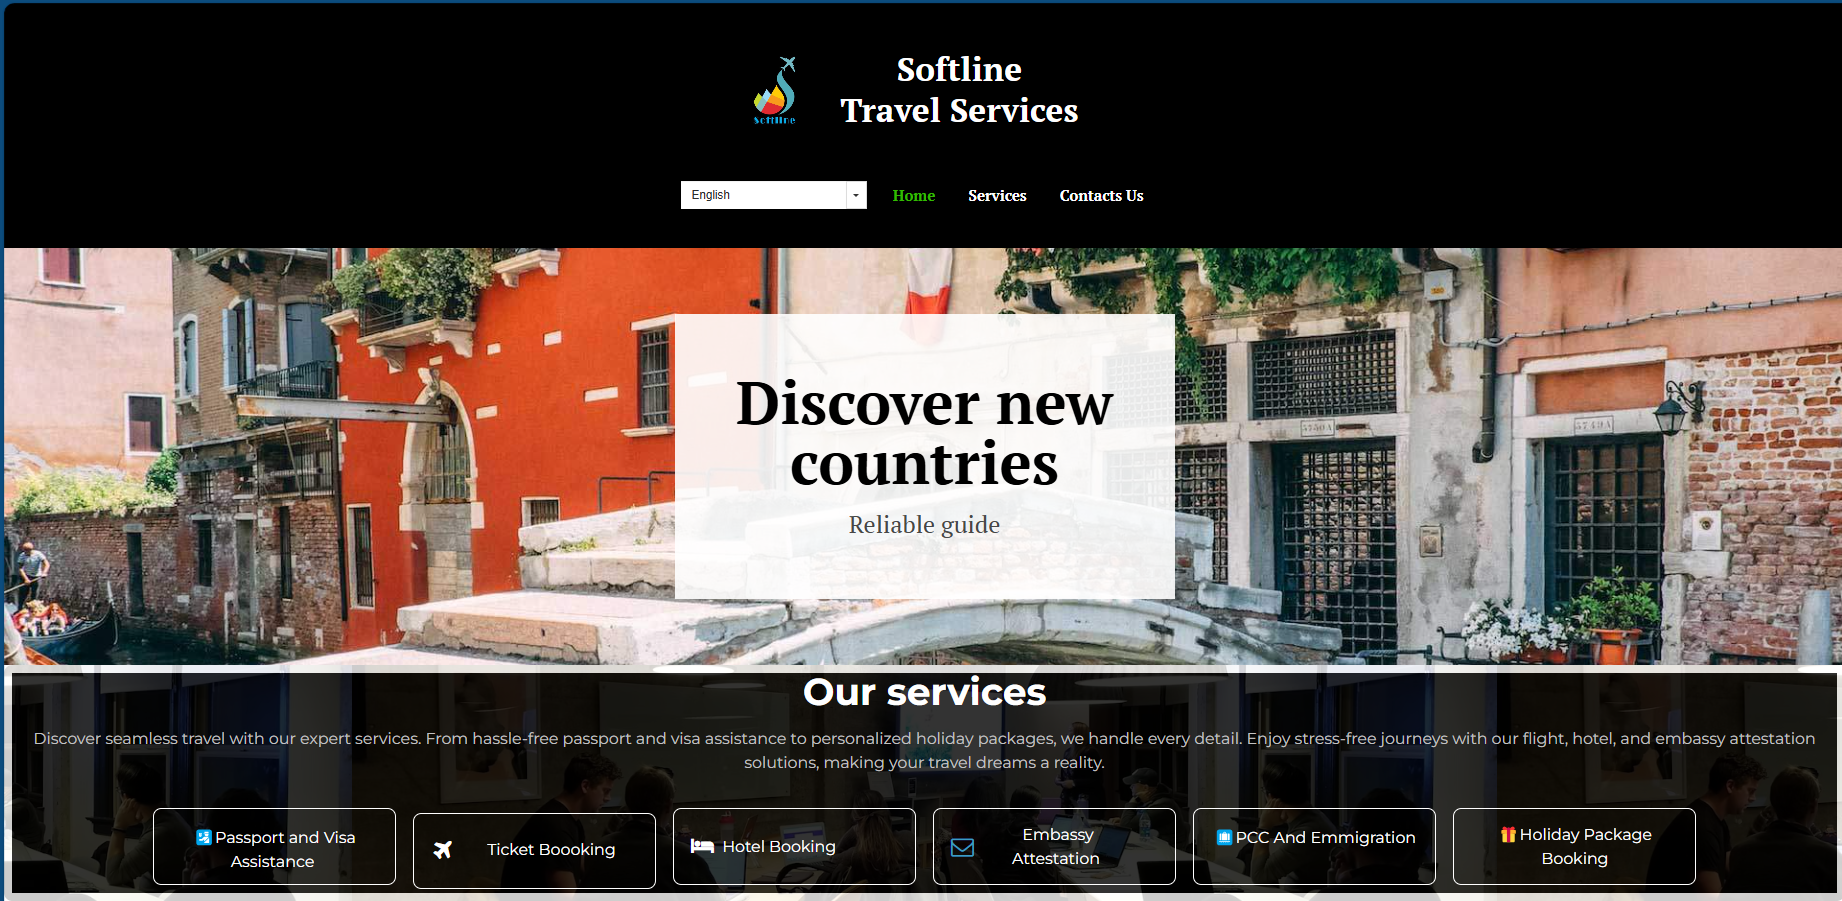 Softline
Softline
Travel Services
English
Home Services Contacts Us
Discover new
countries
Reliable guide
5750A
5749A
Our services
Discover seamless travel with our expert services. From hassle-free passport and visa assistance to personalized holiday packages, we handle every detail. Enjoy stress-free journeys with our flight, hotel, and embassy attestation
solutions, making your travel dreams a reality.
Passport and Visa
Assistance
Ticket Boooking
Hotel Booking
Embassy
Attestation
PCC And Emmigration
Holiday Package
Booking